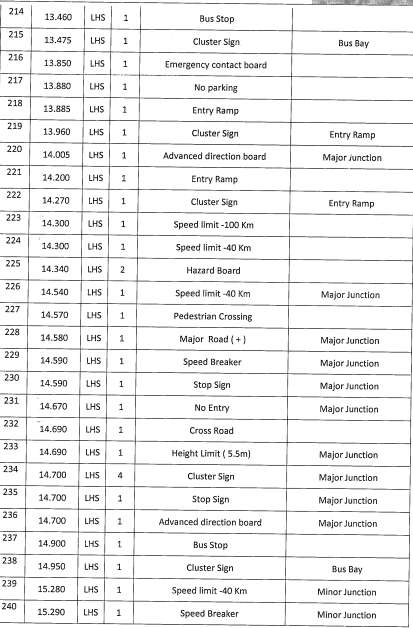 214 13.460 LHS 1 Bus Stop
215 13.475 LHS 1 Cluster Sign Bus Bay
216 13.850 LHS 1 Emergency contact board
217 13.880 LHS 1 No parking
218 13.885 LHS 1 Entry Ramp
219 13.960 LHS 1 Cluster Sign Entry Ramp
220 14.005 LHS 1 Advanced direction board Major Junction
221 14.200 LHS 1 Entry Ramp
222 14.270 LHS 1 Cluster Sign Entry Ramp
223 14.300 LHS 1 Speed limit -100 Km
224 14.300 LHS 1 Speed limit -40 Km
225 14.340 LHS 2 Hazard Board
226 14.540 LHS 1 Speed limit -40 Km Major Junction
227 14.570 LHS 1 Pedestrian Crossing
228 14.580 LHS 1 Major Road ( + ) Major Junction
229 14.590 LHS 1 Speed Breaker Major Junction
230 14.590 LHS 1 Stop Sign Major Junction
231 14.670 LHS 1 No Entry Major Junction
232 14.690 LHS 1 Cross Road
233 14.690 LHS 1 Height Limit ( 5.5m) Major Junction
234 14.700 LHS 4 Cluster Sign Major Junction
235 14.700 LHS 1 Stop Sign Major Junction
236 14.700 LHS 1 Advanced direction board Major Junction
237 14.900 LHS 1 Bus Stop
238 14.950 LHS 1 Cluster Sign Bus Bay
239 15.280 LHS 1 Speed limit -40 Km Minor Junction
240 15.290 LHS 1 Speed Breaker Minor Junction